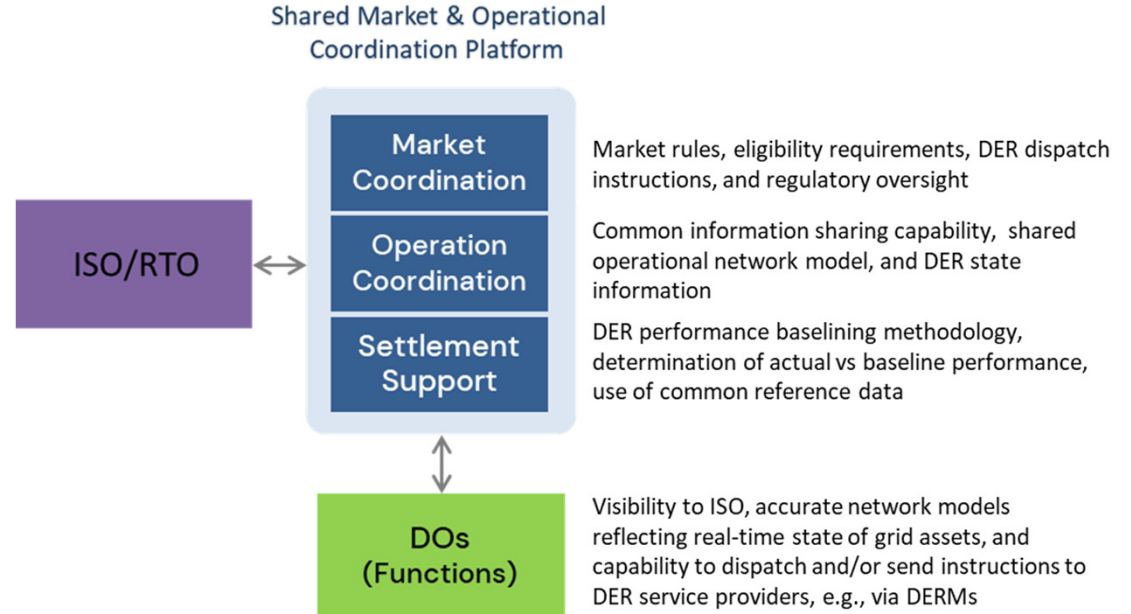 Shared Market & Operational
Coordination Platform
Market
Coordination
Market rules, eligibility requirements, DER dispatch
instructions, and regulatory oversight
ISO/RTO
Operation
Coordination
Common information sharing capability, shared
operational network model, and DER state
information
Settlement
Support
DER performance baselining methodology,
determination of actual vs baseline performance,
use of common reference data
DOs
(Functions)
Visibility to ISO, accurate network models
reflecting real-time state of grid assets, and
capability to dispatch and/or send instructions to
DER service providers, e.g., via DERMs